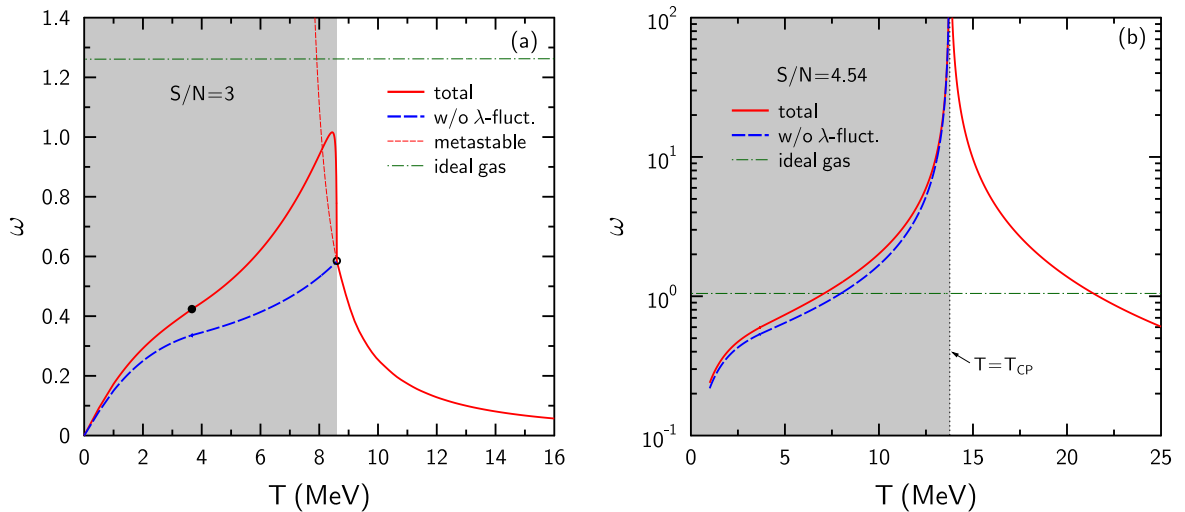 (a)
S/N=3
total
w/o λ-fluct.
metastable
ideal gas
1.4
1.2
1.0
0.8
0.6
0.4
0.2
0
ω
0 2 4 6 8 10 12 14 16
T (MeV)
(b)
S/N=4.54
total
w/o λ-fluct.
ideal gas
T=T_CP
10²
10¹
10⁰
10⁻¹
ω
0 5 10 15 20 25
T (MeV)